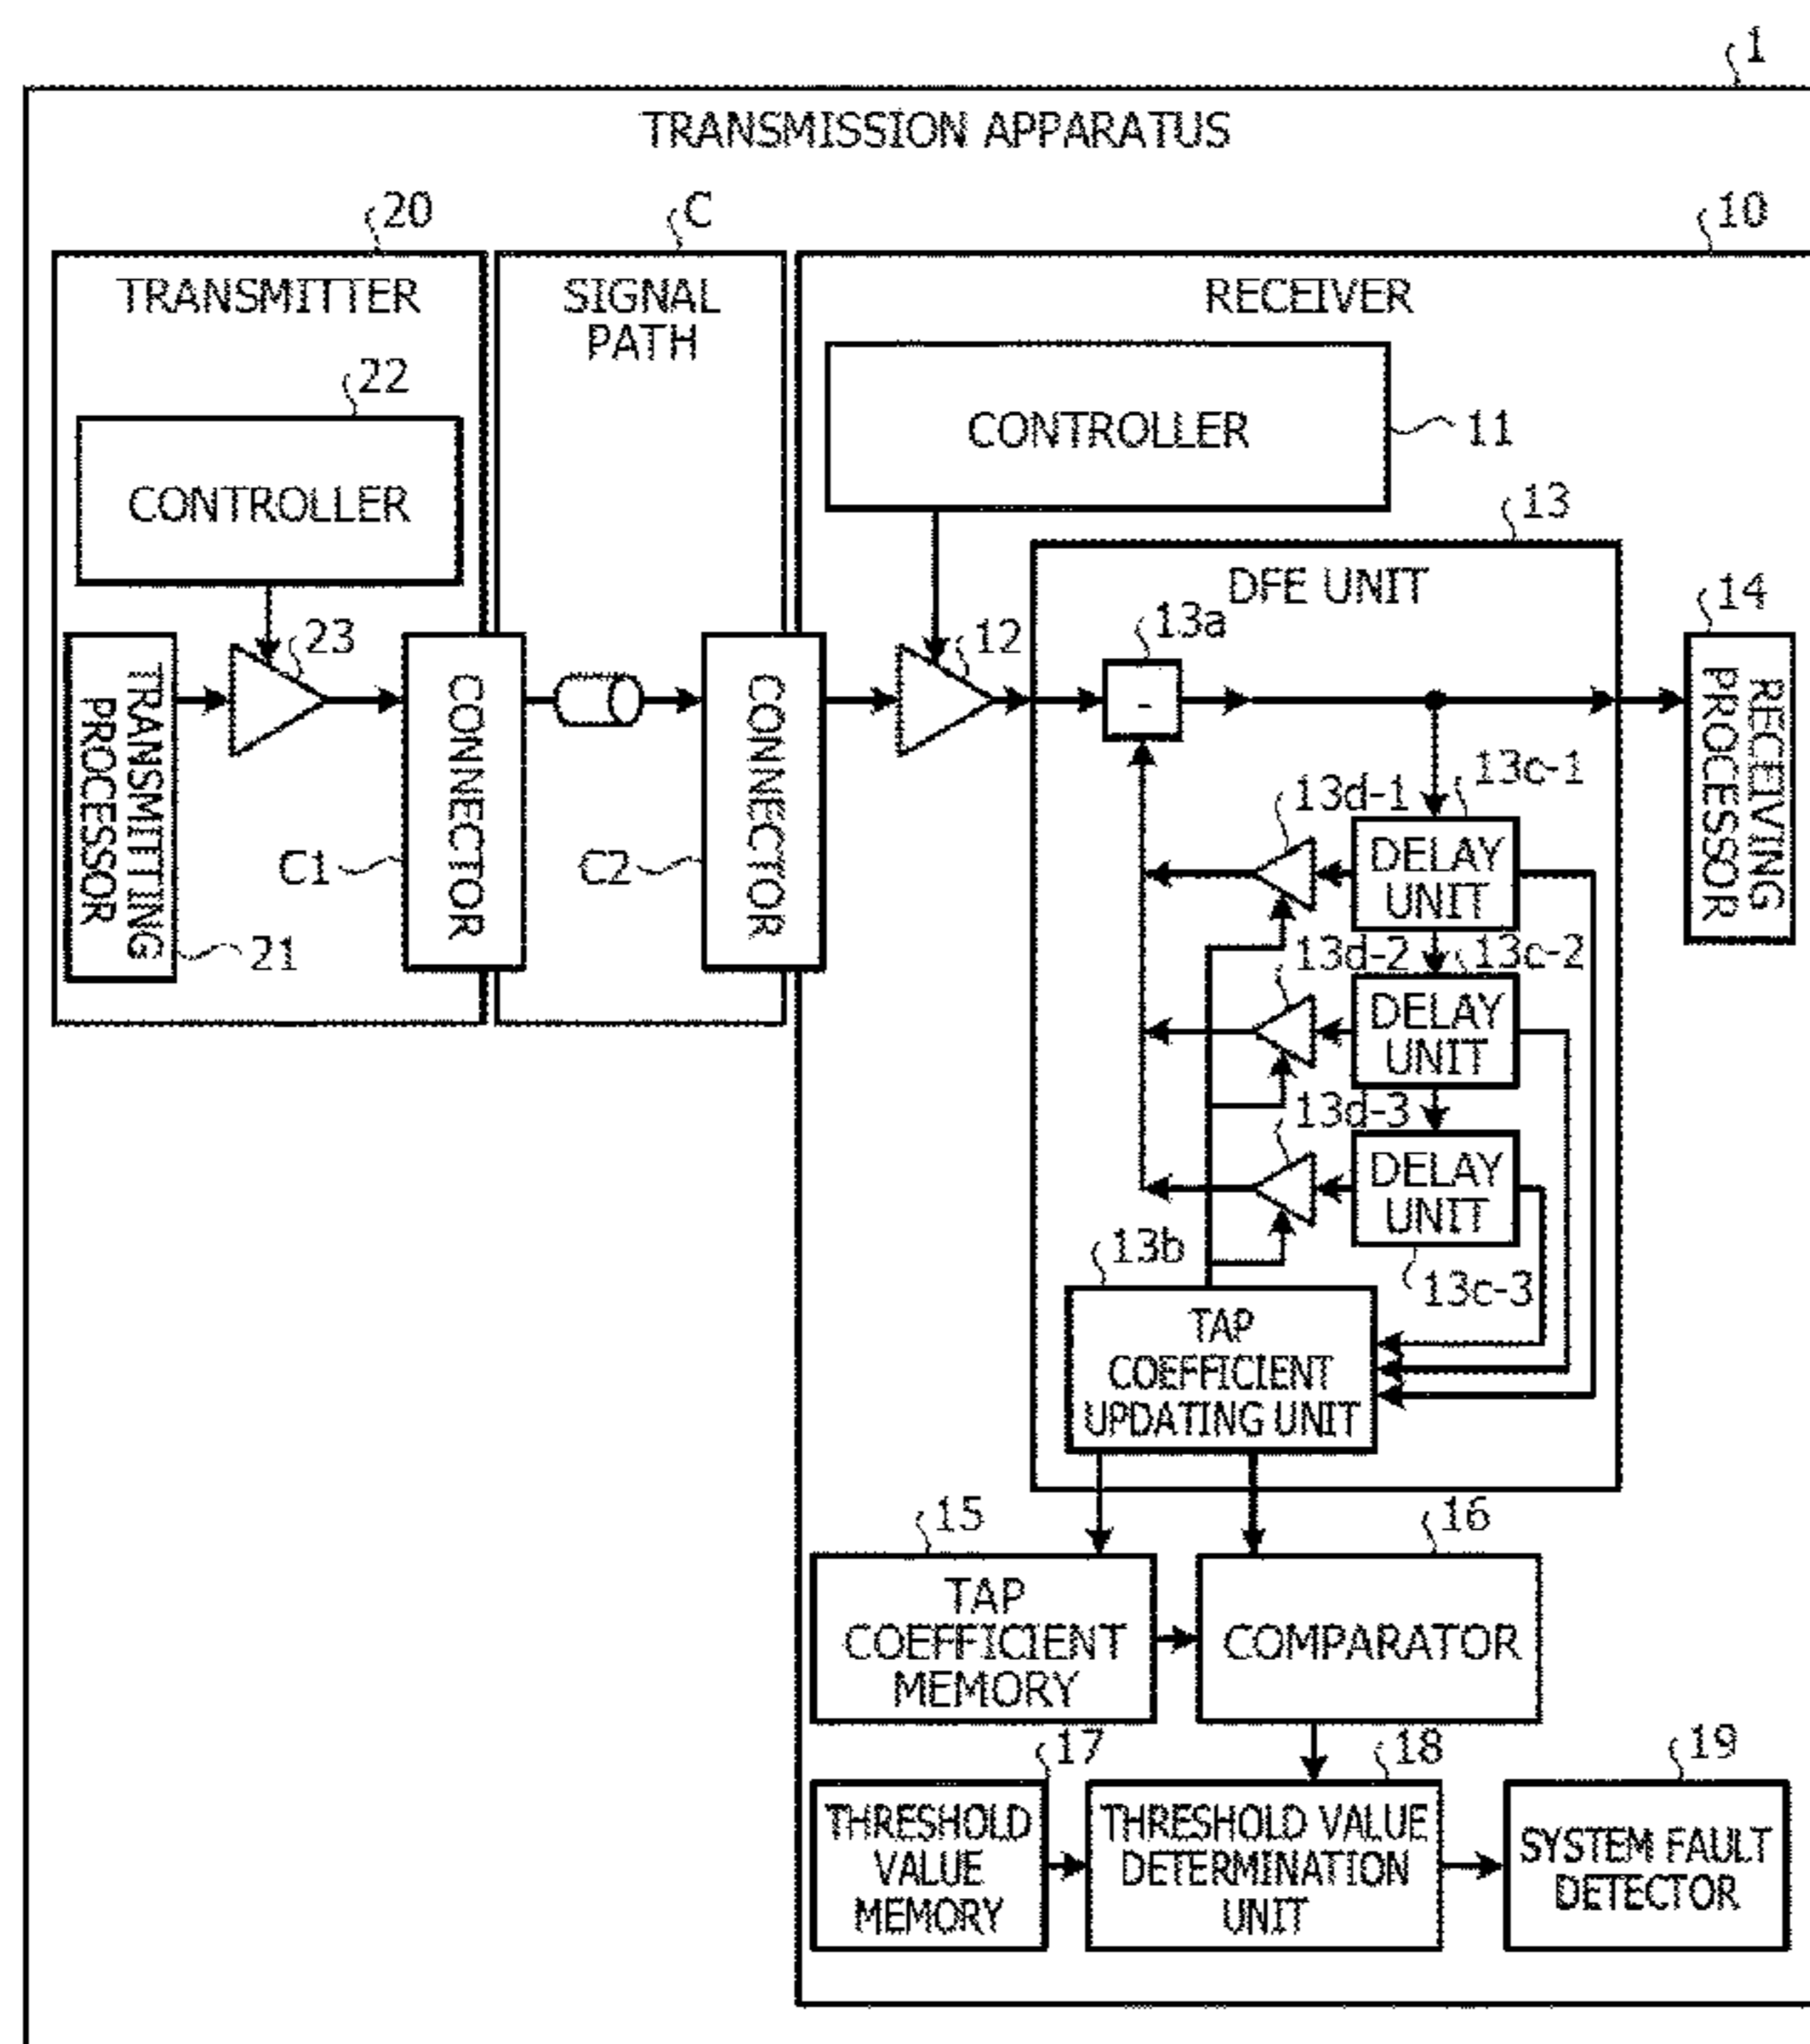 1
TRANSMISSION APPARATUS
20
C
10
TRANSMITTER
SIGNAL
PATH
RECEIVER
22
CONTROLLER
CONTROLLER
11
13
DFE UNIT
23
12
13a
14
TRANSMITTING
PROCESSOR
CONNECTOR
CONNECTOR
-
RECEIVING
PROCESSOR
13c-1
13d-1
DELAY
UNIT
C1
C2
21
13d-2
13c-2
DELAY
UNIT
13d-3
DELAY
UNIT
13b
13c-3
TAP
COEFFICIENT
UPDATING UNIT
15
16
TAP
COEFFICIENT
MEMORY
COMPARATOR
17
18
19
THRESHOLD
VALUE
MEMORY
THRESHOLD VALUE
DETERMINATION
UNIT
SYSTEM FAULT
DETECTOR